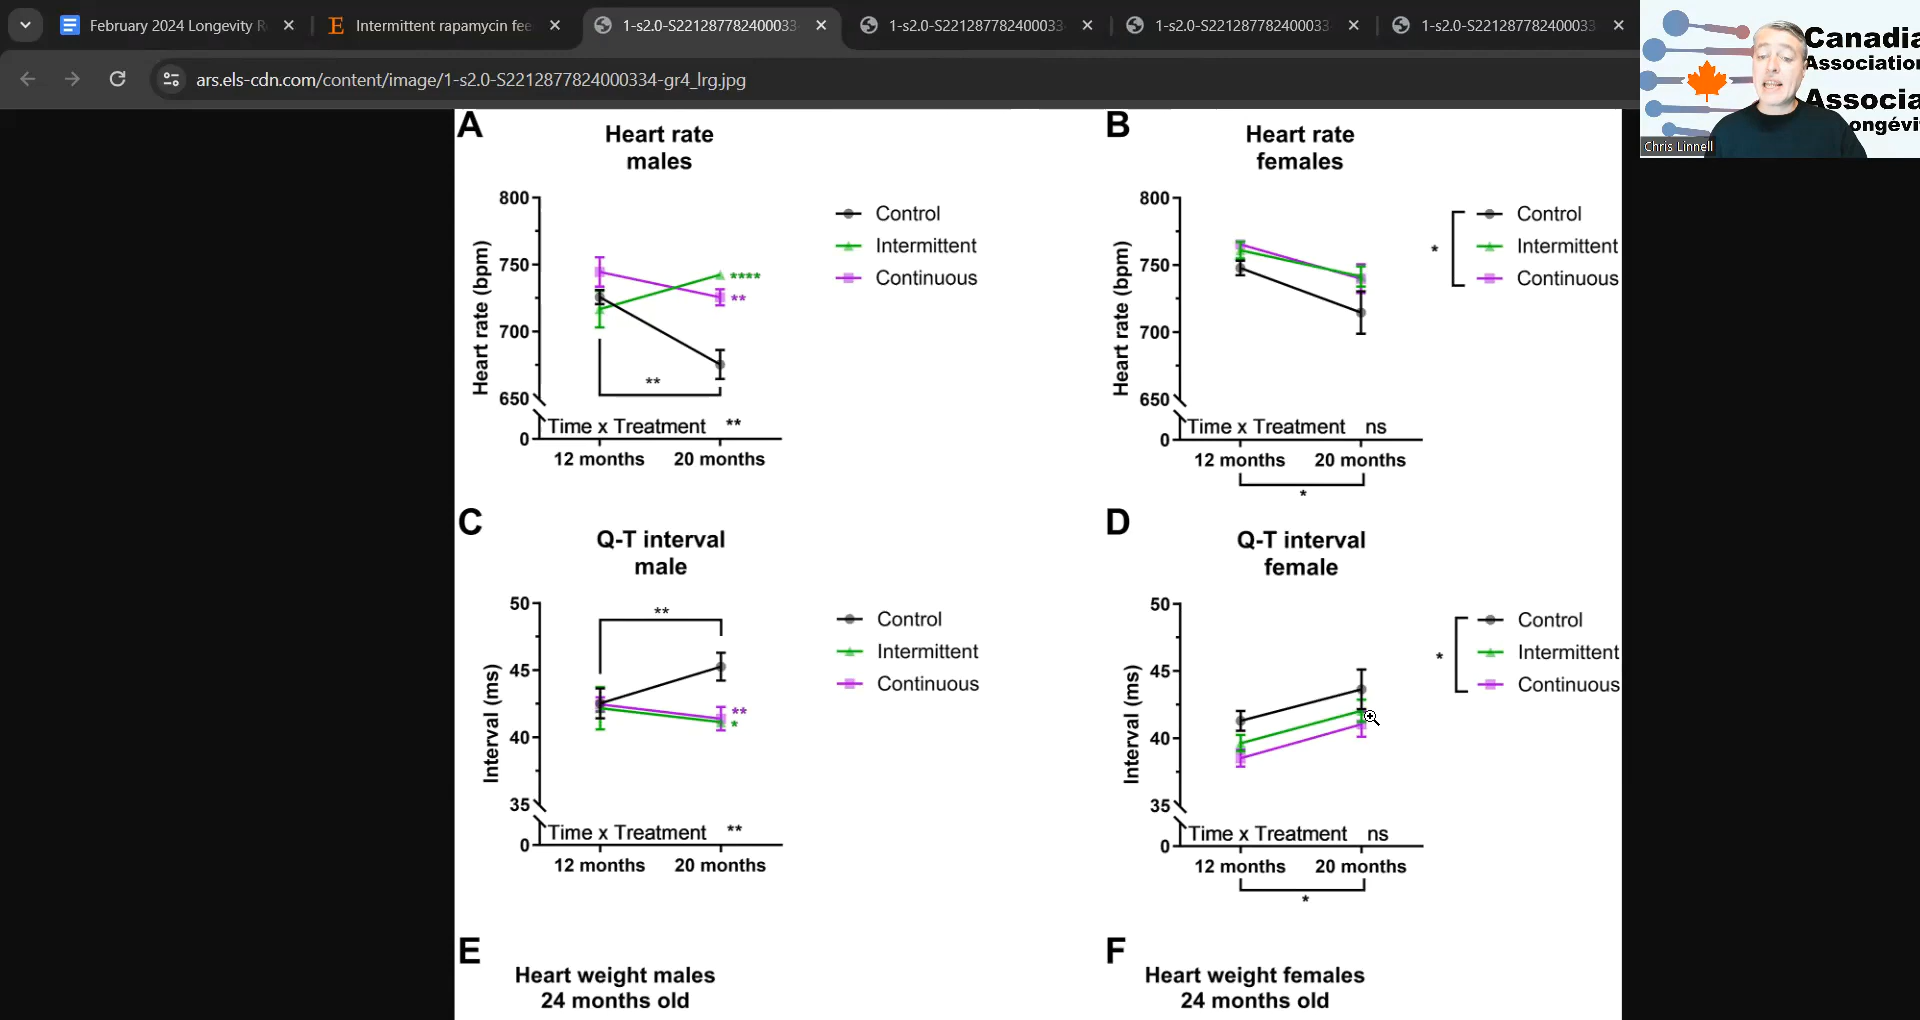 February 2024 Longevity R
Intermittent rapamycin fee
1-s2.0-S221287782400033
1-s2.0-S221287782400033
1-s2.0-S2212877824000333
1-s2.0-S2212877824000333
ars.els-cdn.com/content/image/1-s2.0-S2212877824000334-gr4_lrg.jpg
Canadia
Association
Associa
ongévi
Chris Linnell
A
Heart rate
males
Heart rate (bpm)
800
750
700
650
0
Control
Intermittent
Continuous
****
**
**
Time x Treatment **
12 months 20 months
B
Heart rate
females
Heart rate (bpm)
800
750
700
650
0
Control
Intermittent
Continuous
*
Time x Treatment ns
12 months 20 months
*
C
Q-T interval
male
Interval (ms)
50
45
40
35
0
**
Control
Intermittent
Continuous
**
*
Time x Treatment **
12 months 20 months
D
Q-T interval
female
Interval (ms)
50
45
40
35
0
Control
Intermittent
Continuous
*
Time x Treatment ns
12 months 20 months
*
E
Heart weight males
24 months old
F
Heart weight females
24 months old